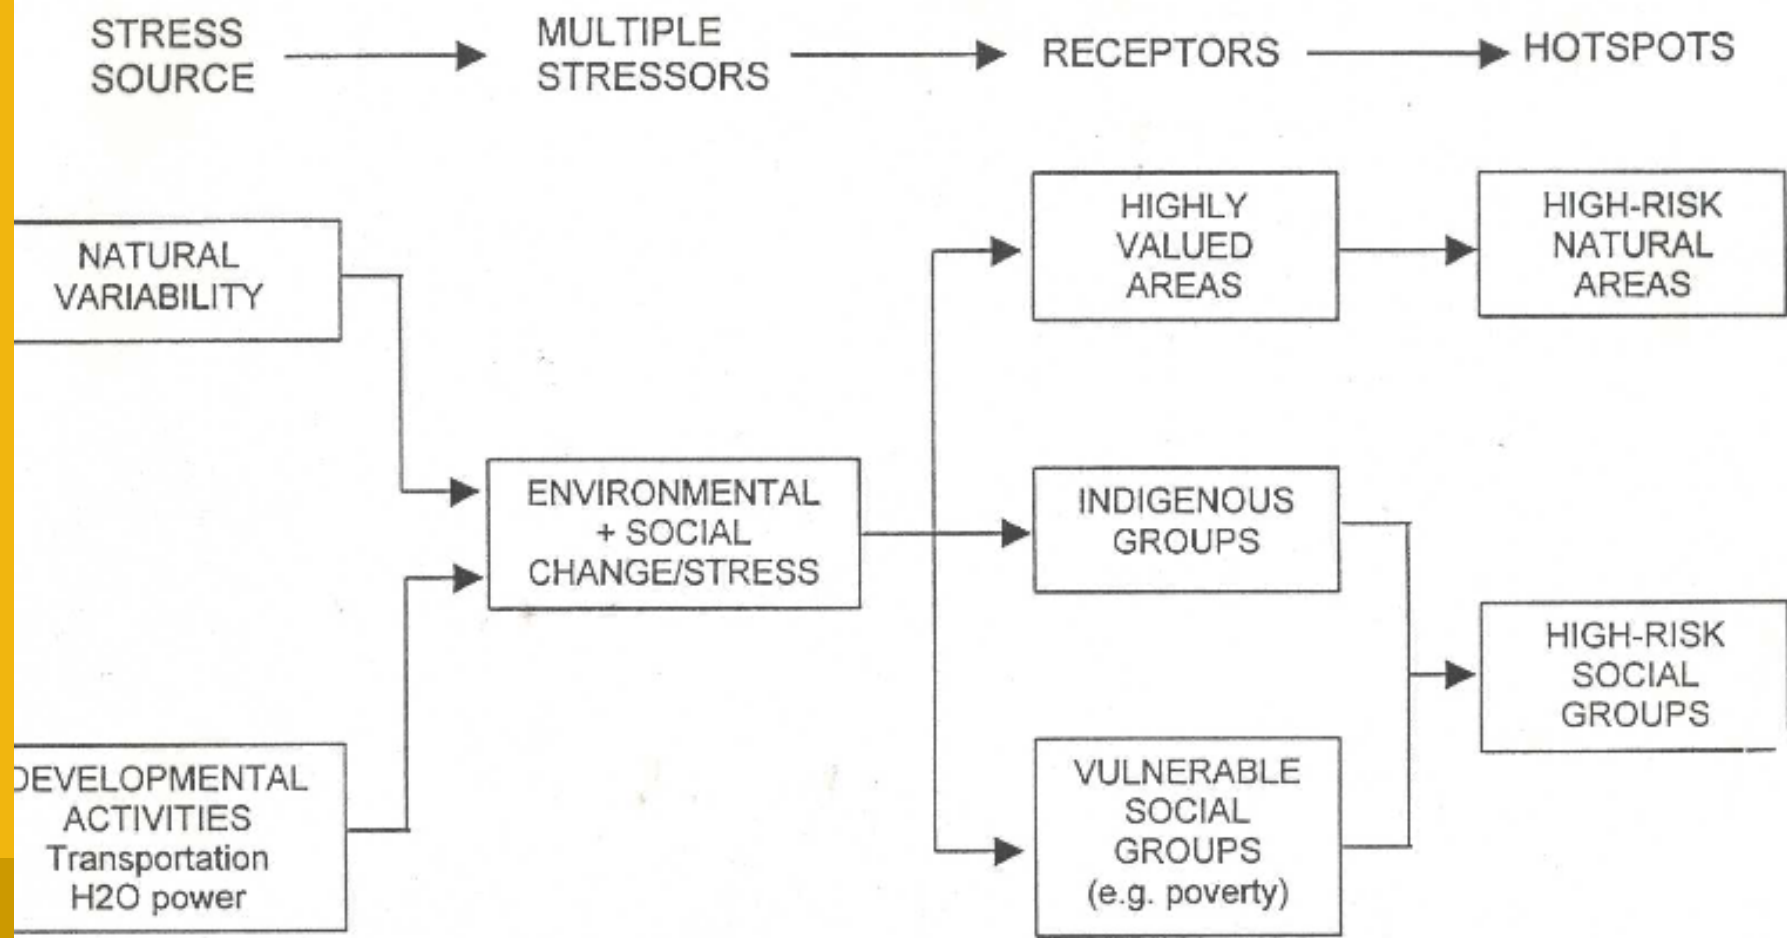 STRESS
SOURCE
MULTIPLE
STRESSORS
RECEPTORS
HOTSPOTS
NATURAL
VARIABILITY
DEVELOPMENTAL
ACTIVITIES
Transportation
H2O power
ENVIRONMENTAL
+ SOCIAL
CHANGE/STRESS
HIGHLY
VALUED
AREAS
INDIGENOUS
GROUPS
VULNERABLE
SOCIAL
GROUPS
(e.g. poverty)
HIGH-RISK
NATURAL
AREAS
HIGH-RISK
SOCIAL
GROUPS